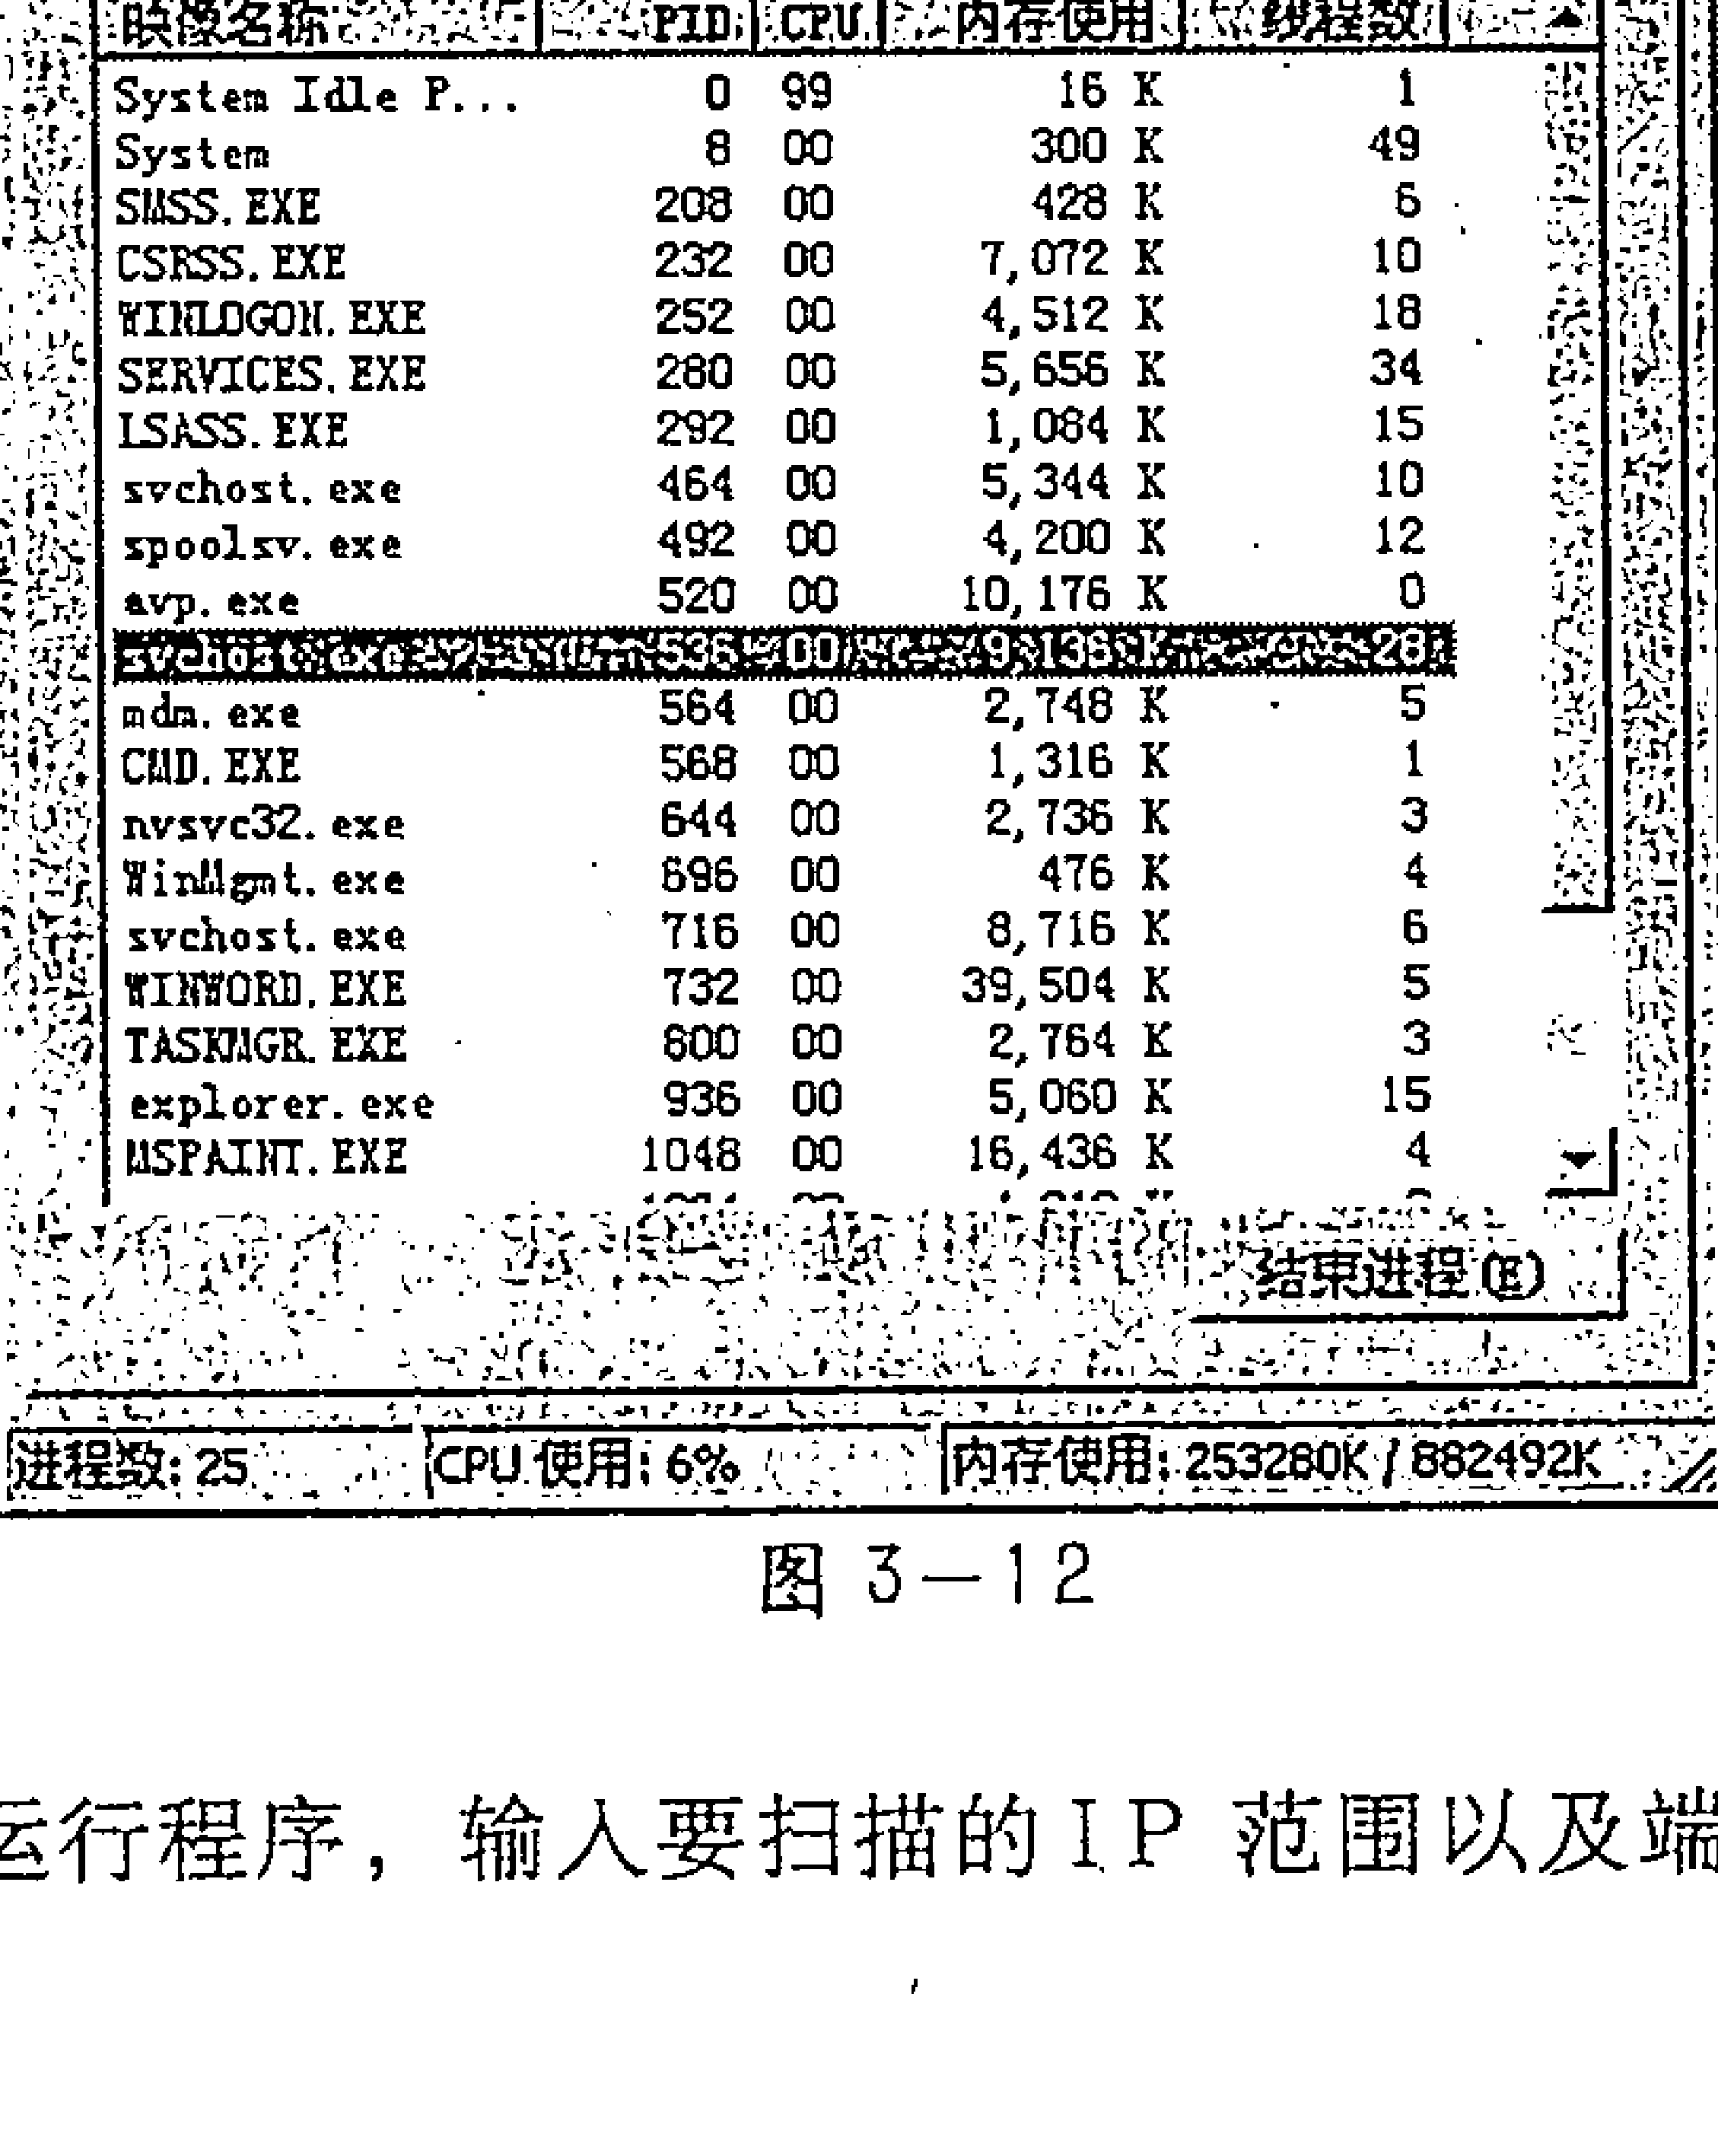 映像名称 PID CPU 内存使用 线程数
System Idle P... 0 99 16 K 1
System 8 00 300 K 49
SMSS.EXE 208 00 428 K 6
CSRSS.EXE 232 00 7,072 K 10
WINLOGON.EXE 252 00 4,512 K 18
SERVICES.EXE 280 00 5,656 K 34
LSASS.EXE 292 00 1,084 K 15
svchost.exe 464 00 5,344 K 10
spoolsv.exe 492 00 4,200 K 12
avp.exe 520 00 10,176 K 0
svchost.exe 536 00 9,136 K 28
mdm.exe 564 00 2,748 K 5
CMD.EXE 568 00 1,316 K 1
nvsvc32.exe 644 00 2,736 K 3
WinMgmt.exe 696 00 476 K 4
svchost.exe 716 00 8,716 K 6
WINWORD.EXE 732 00 39,504 K 5
TASKMGR.EXE 800 00 2,764 K 3
explorer.exe 936 00 5,060 K 15
MSPAINT.EXE 1048 00 16,436 K 4
结束进程(E)
进程数: 25 CPU 使用: 6% 内存使用: 253280K / 882492K
图 3-12
运行程序，输入要扫描的IP 范围以及端